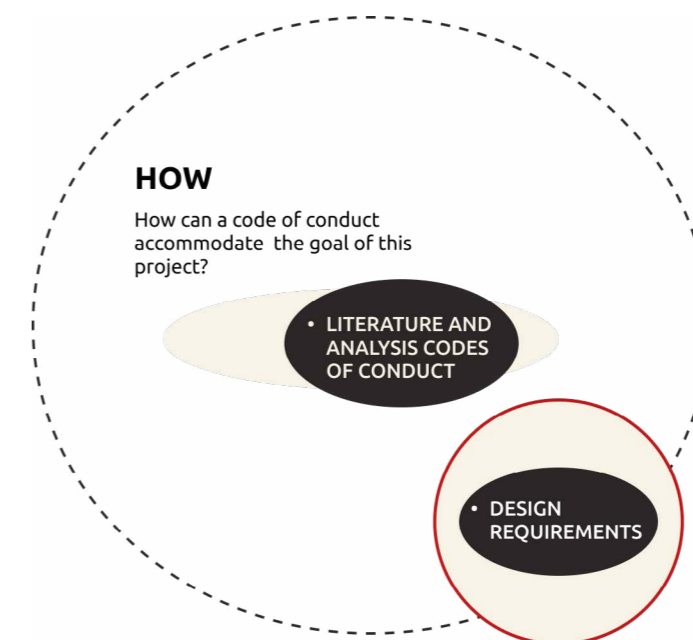 HOW
How can a code of conduct
accommodate the goal of this
project?
• LITERATURE AND
ANALYSIS CODES
OF CONDUCT
• DESIGN
REQUIREMENTS